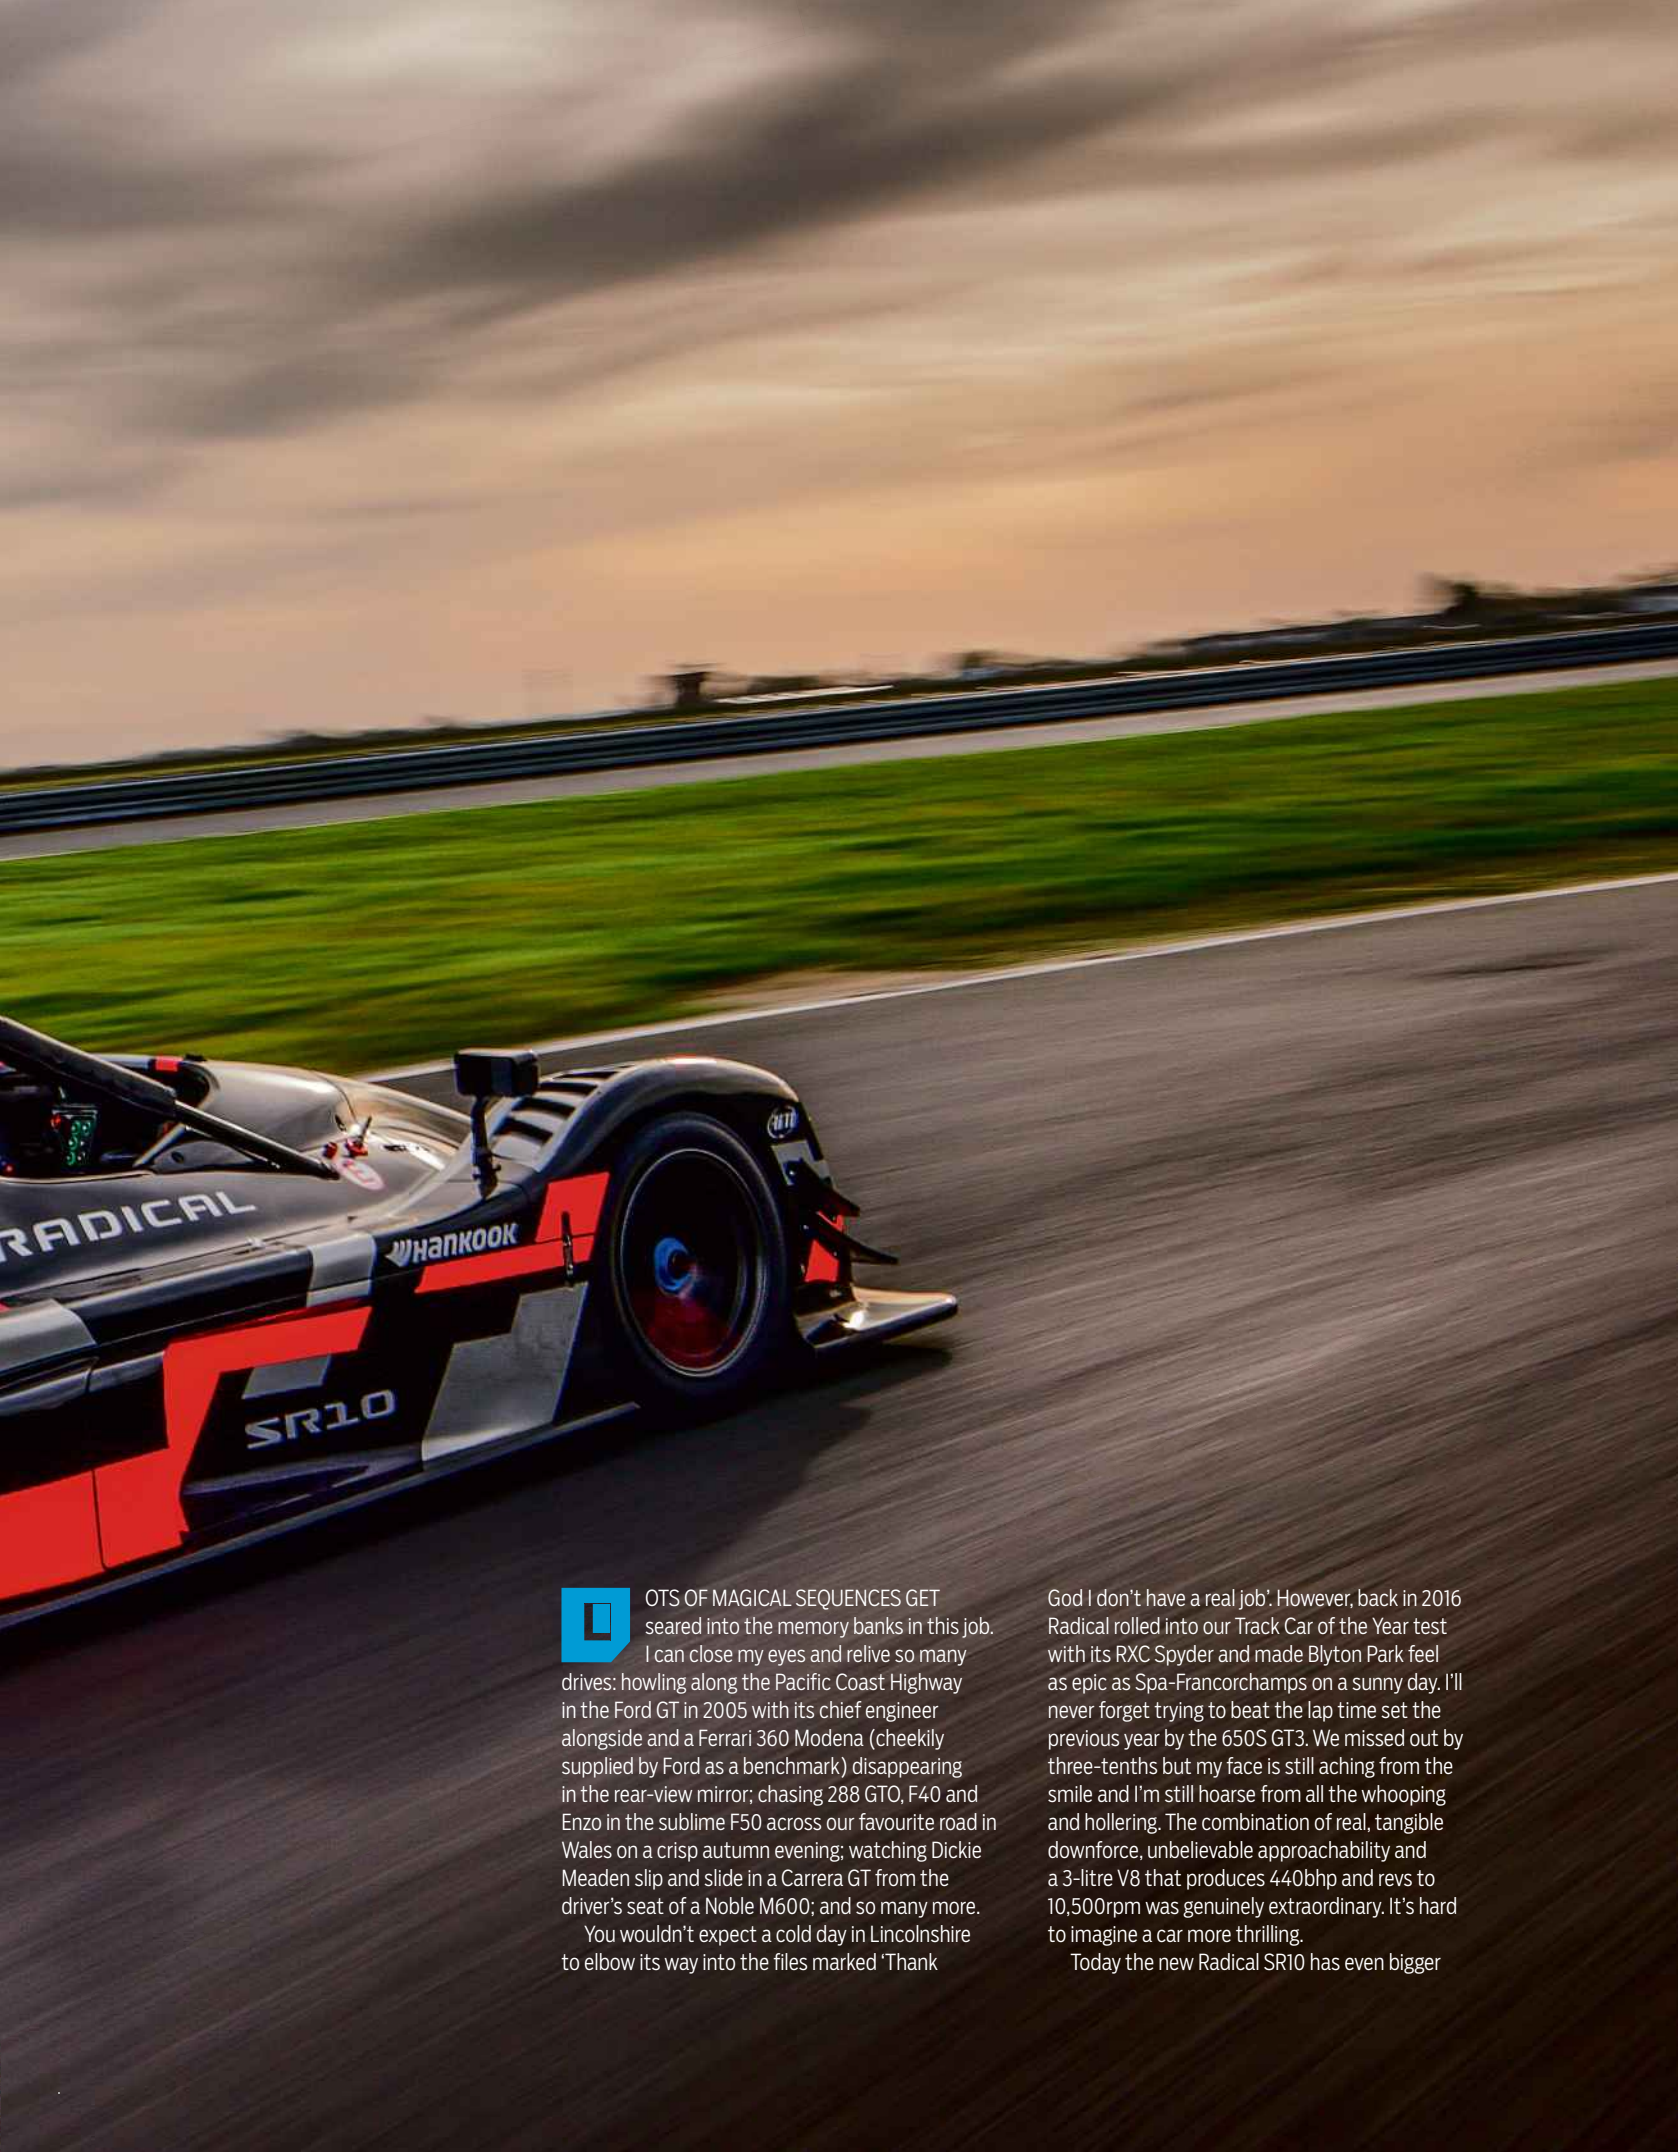 RADICAL
HANKOOK
SR10
LOTS OF MAGICAL SEQUENCES GET
seared into the memory banks in this job.
I can close my eyes and relive so many
drives: howling along the Pacific Coast Highway
in the Ford GT in 2005 with its chief engineer
alongside and a Ferrari 360 Modena (cheekily
supplied by Ford as a benchmark) disappearing
in the rear-view mirror; chasing 288 GTO, F40 and
Enzo in the sublime F50 across our favourite road in
Wales on a crisp autumn evening; watching Dickie
Meaden slip and slide in a Carrera GT from the
driver’s seat of a Noble M600; and so many more.
You wouldn’t expect a cold day in Lincolnshire
to elbow its way into the files marked ‘Thank
God I don’t have a real job’. However, back in 2016
Radical rolled into our Track Car of the Year test
with its RXC Spyder and made Blyton Park feel
as epic as Spa-Francorchamps on a sunny day. I’ll
never forget trying to beat the lap time set the
previous year by the 650S GT3. We missed out by
three-tenths but my face is still aching from the
smile and I’m still hoarse from all the whooping
and hollering. The combination of real, tangible
downforce, unbelievable approachability and
a 3-litre V8 that produces 440bhp and revs to
10,500rpm was genuinely extraordinary. It’s hard
to imagine a car more thrilling.
Today the new Radical SR10 has even bigger